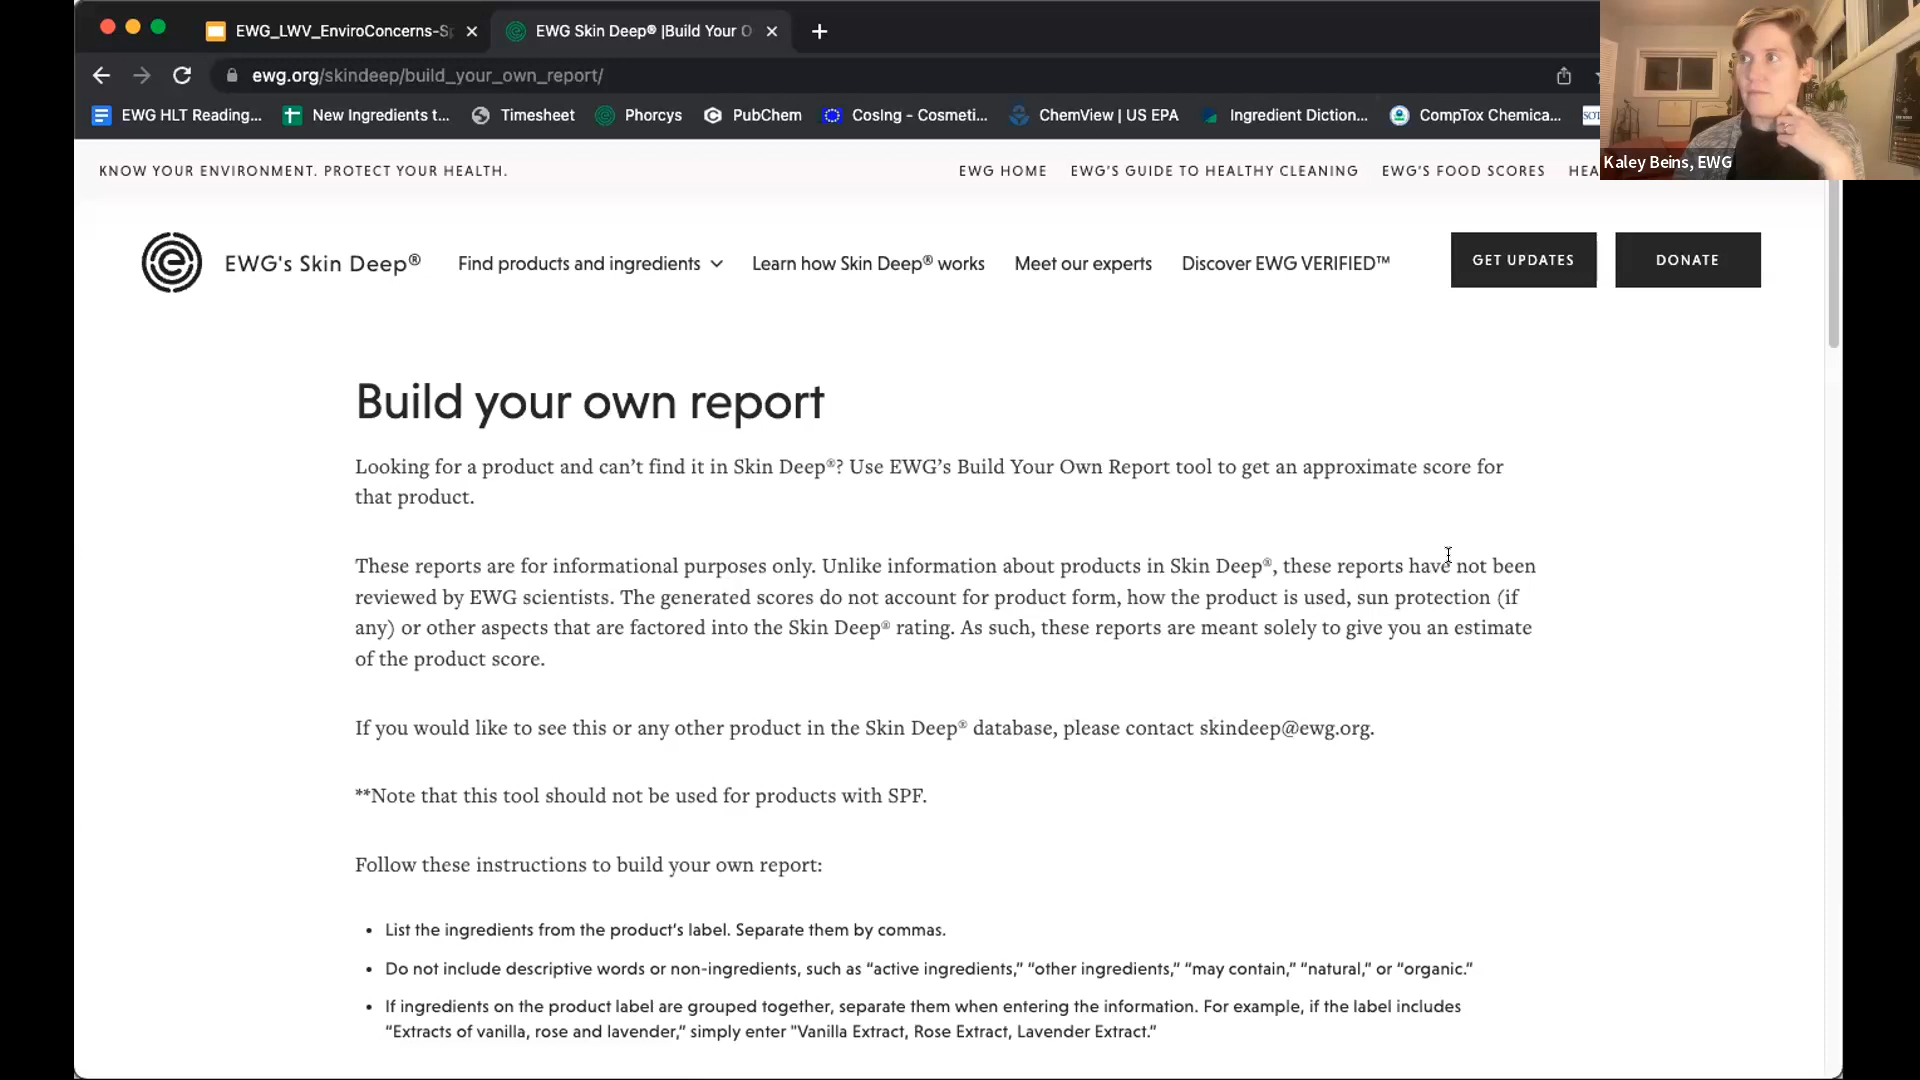 EWG_LWV_EnviroConcerns-Sp
EWG Skin Deep® |Build Your O
ewg.org/skindeep/build_your_own_report/
EWG HLT Reading...
New Ingredients t...
Timesheet
Phorcys
PubChem
CosIng - Cosmeti...
ChemView | US EPA
Ingredient Diction...
CompTox Chemica...
Kaley Beins, EWG
KNOW YOUR ENVIRONMENT. PROTECT YOUR HEALTH.
EWG HOME
EWG'S GUIDE TO HEALTHY CLEANING
EWG'S FOOD SCORES
HEA
EWG's Skin Deep®
Find products and ingredients
Learn how Skin Deep® works
Meet our experts
Discover EWG VERIFIED™
GET UPDATES
DONATE
Build your own report
Looking for a product and can't find it in Skin Deep®? Use EWG's Build Your Own Report tool to get an approximate score for
that product.
These reports are for informational purposes only. Unlike information about products in Skin Deep®, these reports have not been
reviewed by EWG scientists. The generated scores do not account for product form, how the product is used, sun protection (if
any) or other aspects that are factored into the Skin Deep® rating. As such, these reports are meant solely to give you an estimate
of the product score.
If you would like to see this or any other product in the Skin Deep® database, please contact skindeep@ewg.org.
**Note that this tool should not be used for products with SPF.
Follow these instructions to build your own report:
• List the ingredients from the product's label. Separate them by commas.
• Do not include descriptive words or non-ingredients, such as “active ingredients,” “other ingredients,” “may contain,” “natural,” or “organic.”
• If ingredients on the product label are grouped together, separate them when entering the information. For example, if the label includes
“Extracts of vanilla, rose and lavender,” simply enter "Vanilla Extract, Rose Extract, Lavender Extract.”